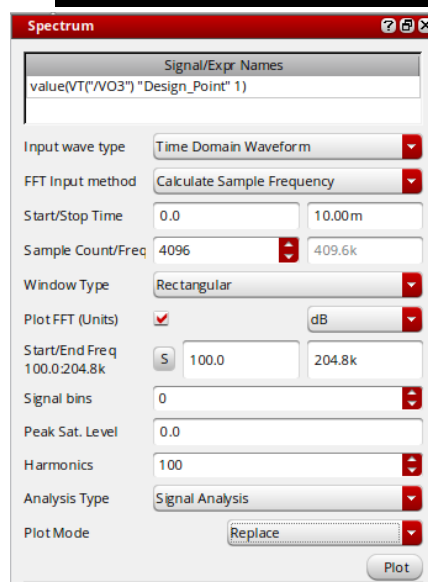 Spectrum
Signal/Expr Names
value(VT("/VO3") "Design_Point" 1)
Input wave type Time Domain Waveform
FFT Input method Calculate Sample Frequency
Start/Stop Time 0.0 10.00m
Sample Count/Freq 4096 409.6k
Window Type Rectangular
Plot FFT (Units) dB
Start/End Freq
100.0:204.8k S 100.0 204.8k
Signal bins 0
Peak Sat. Level 0.0
Harmonics 100
Analysis Type Signal Analysis
Plot Mode Replace
Plot